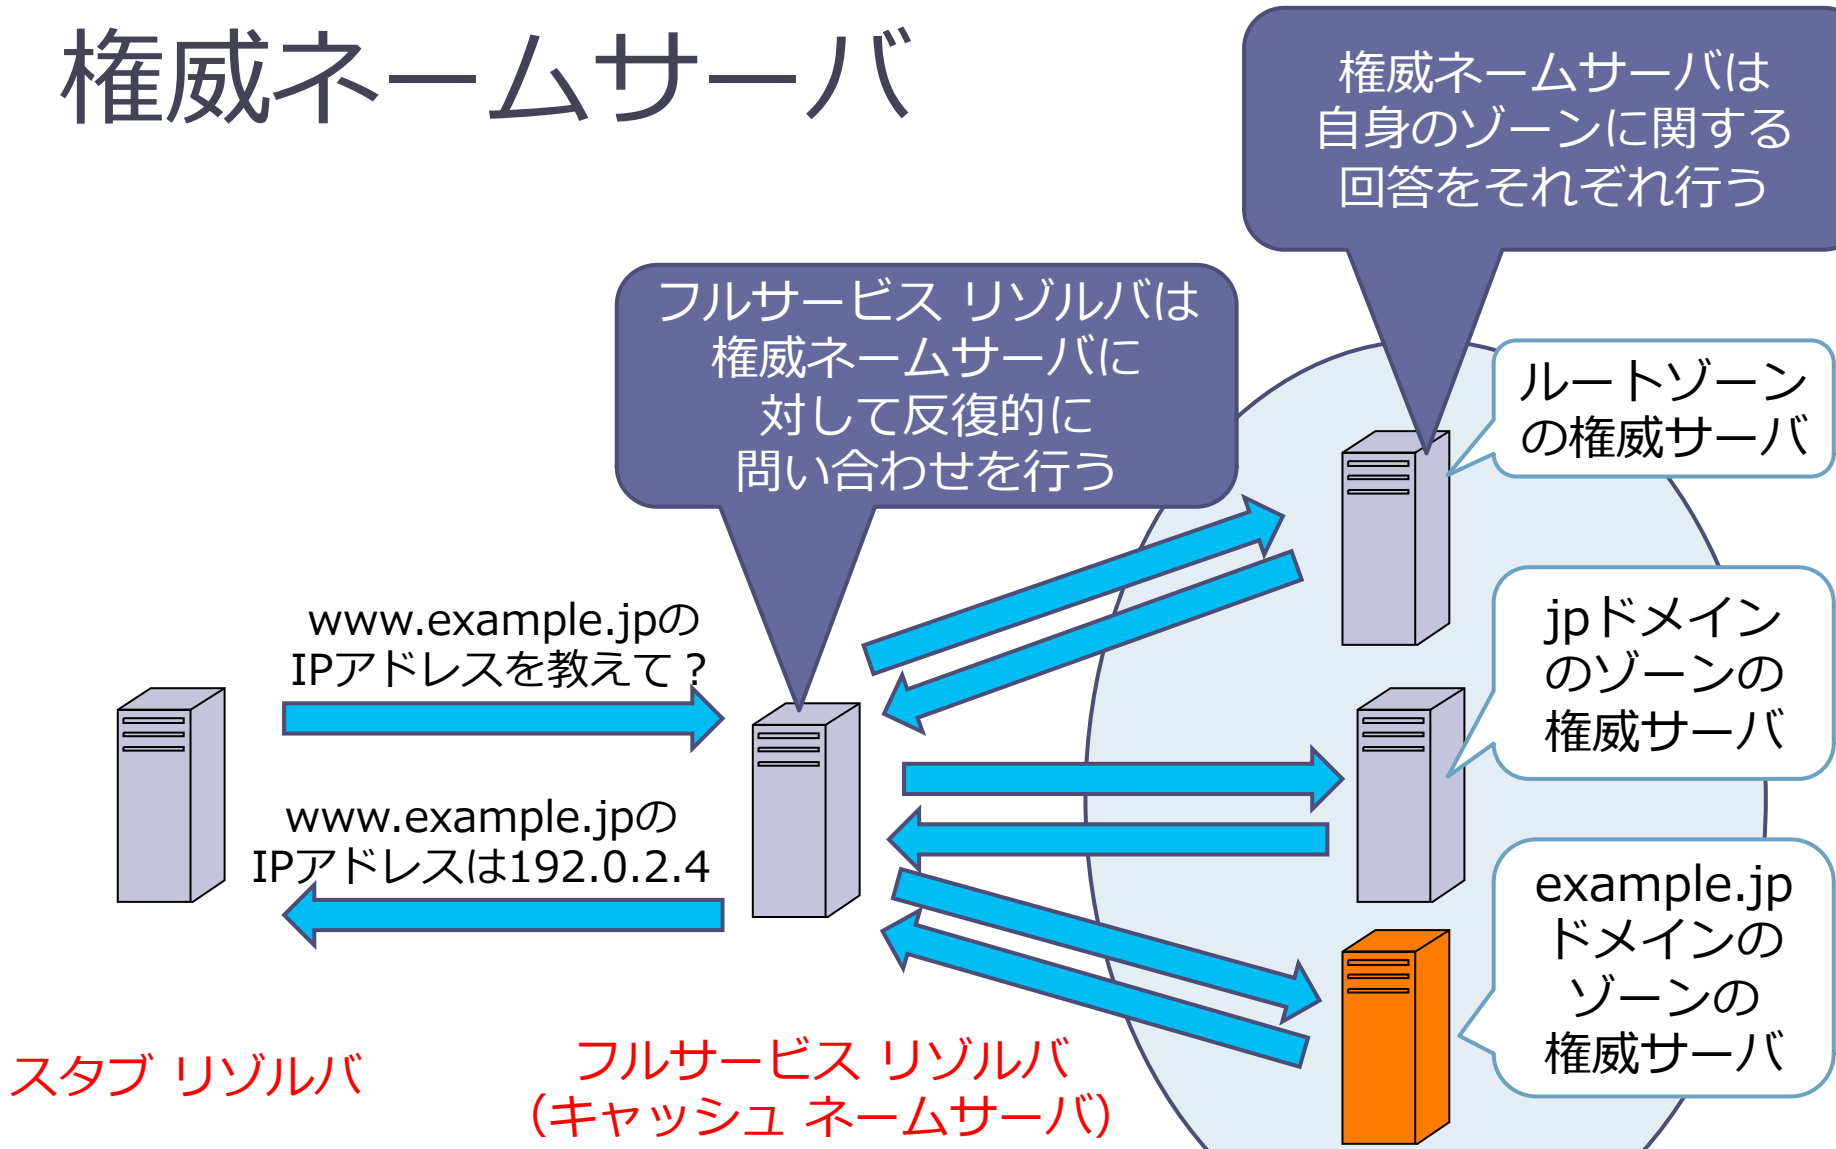 権威ネームサーバ
権威ネームサーバは
自身のゾーンに関する
回答をそれぞれ行う
フルサービス リゾルバは
権威ネームサーバに
対して反復的に
問い合わせを行う
ルートゾーン
の権威サーバ
www.example.jpの
IPアドレスを教えて？
jpドメイン
のゾーンの
権威サーバ
www.example.jpの
IPアドレスは192.0.2.4
example.jp
ドメインの
ゾーンの
権威サーバ
スタブ リゾルバ
フルサービス リゾルバ
（キャッシュ ネームサーバ）